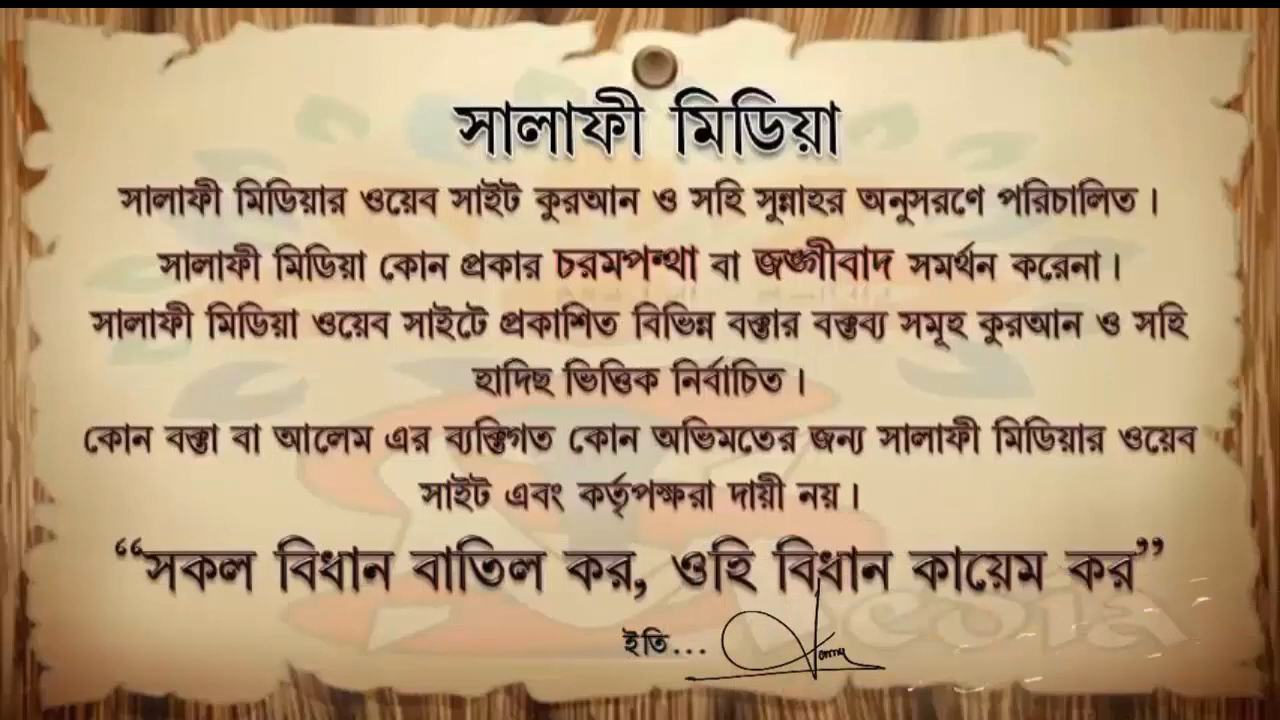 সালাফী মিডিয়া
সালাফী মিডিয়ার ওয়েব সাইট কুরআন ও সহি সুন্নাহর অনুসরণে পরিচালিত।
সালাফী মিডিয়া কোন প্রকার চরমপন্থা বা জঙ্গীবাদ সমর্থন করেনা।
সালাফী মিডিয়া ওয়েব সাইটে প্রকাশিত বিভিন্ন বক্তার বক্তব্য সমূহ কুরআন ও সহি
হাদিছ ভিত্তিক নির্বাচিত।
কোন বক্তা বা আলেম এর ব্যক্তিগত কোন অভিমতের জন্য সালাফী মিডিয়ার ওয়েব
সাইট এবং কর্তৃপক্ষরা দায়ী নয়।
“সকল বিধান বাতিল কর, ওহি বিধান কায়েম কর”
ইতি...